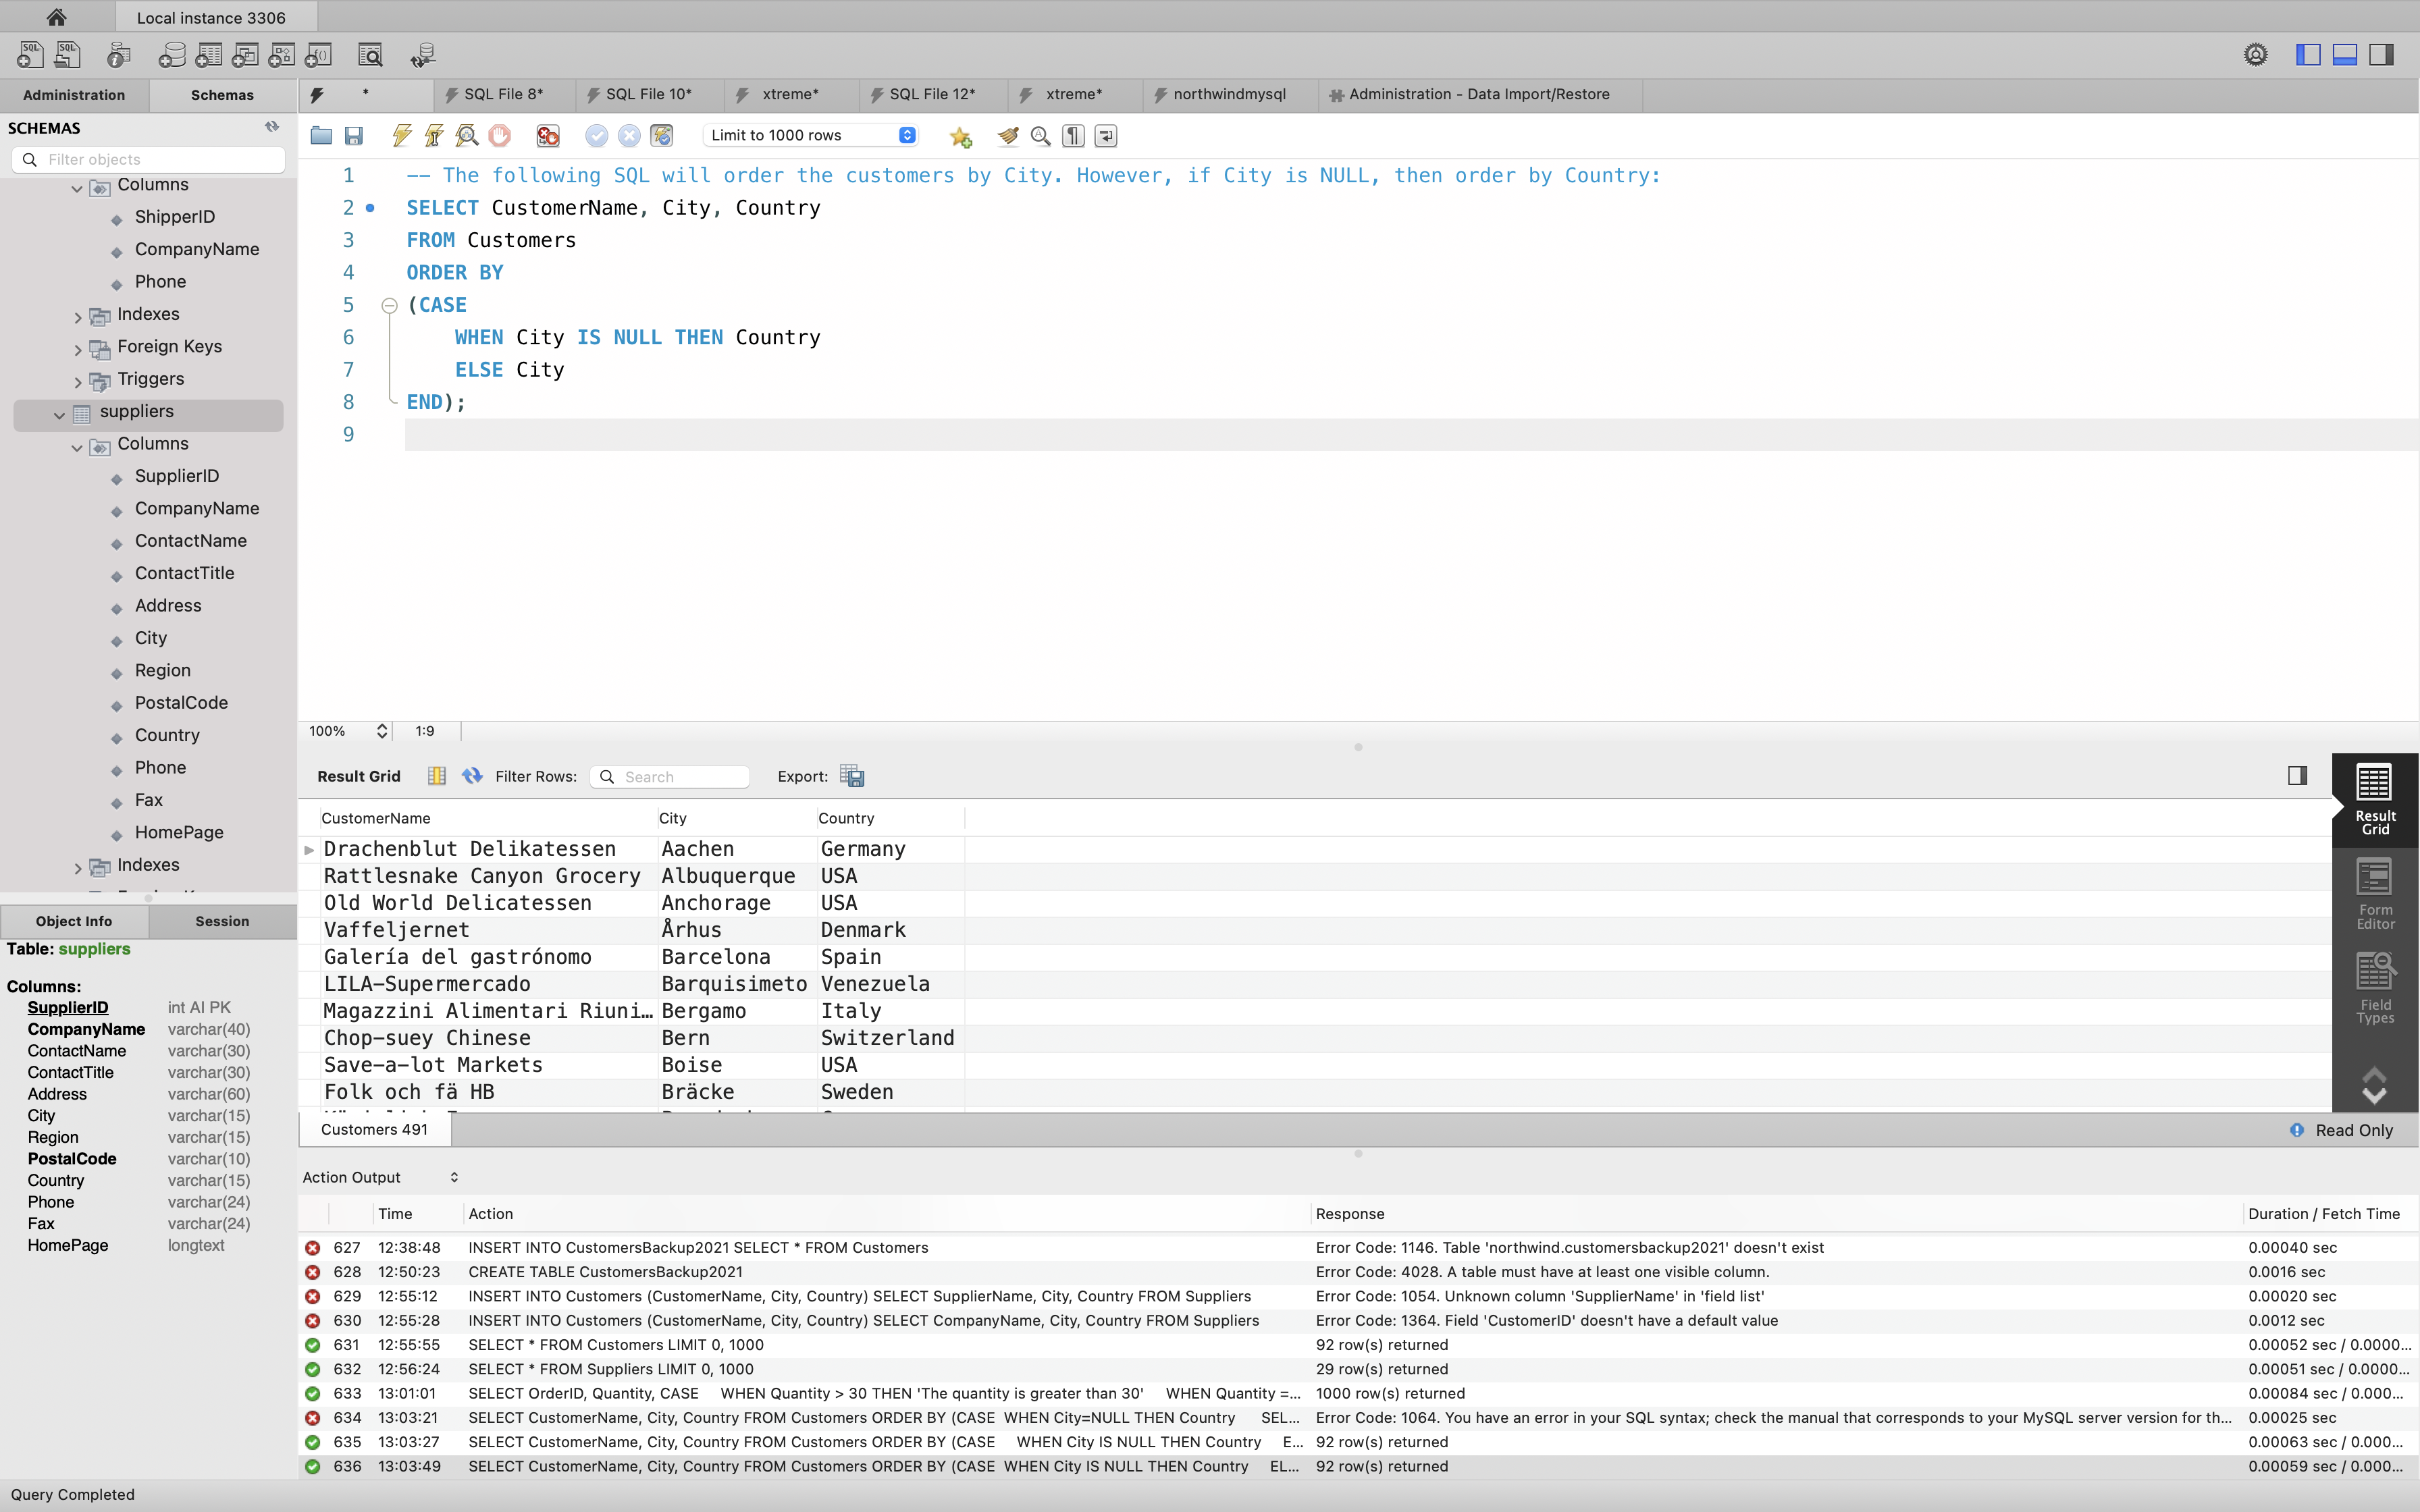 Local instance 3306
Administration
Schemas
*
SQL File 8*
SQL File 10*
xtreme*
SQL File 12*
xtreme*
northwindmysql
Administration - Data Import/Restore
SCHEMAS
Filter objects
Columns
ShipperID
CompanyName
Phone
Indexes
Foreign Keys
Triggers
suppliers
Columns
SupplierID
CompanyName
ContactName
ContactTitle
Address
City
Region
PostalCode
Country
Phone
Fax
HomePage
Indexes
Object Info
Session
Table: suppliers
Columns:
SupplierID int AI PK
CompanyName varchar(40)
ContactName varchar(30)
ContactTitle varchar(30)
Address varchar(60)
City varchar(15)
Region varchar(15)
PostalCode varchar(10)
Country varchar(15)
Phone varchar(24)
Fax varchar(24)
HomePage longtext
Limit to 1000 rows
1 -- The following SQL will order the customers by City. However, if City is NULL, then order by Country:
2 SELECT CustomerName, City, Country
3 FROM Customers
4 ORDER BY
5 (CASE
6 WHEN City IS NULL THEN Country
7 ELSE City
8 END);
9
100% 1:9
Result Grid Filter Rows: Search Export:
CustomerName City Country
Drachenblut Delikatessen Aachen Germany
Rattlesnake Canyon Grocery Albuquerque USA
Old World Delicatessen Anchorage USA
Vaffeljernet Århus Denmark
Galería del gastrónomo Barcelona Spain
LILA-Supermercado Barquisimeto Venezuela
Magazzini Alimentari Riuni… Bergamo Italy
Chop-suey Chinese Bern Switzerland
Save-a-lot Markets Boise USA
Folk och fä HB Bräcke Sweden
Result
Grid
Form
Editor
Field
Types
Customers 491
Read Only
Action Output
Time Action Response Duration / Fetch Time
627 12:38:48 INSERT INTO CustomersBackup2021 SELECT * FROM Customers Error Code: 1146. Table 'northwind.customersbackup2021' doesn't exist 0.00040 sec
628 12:50:23 CREATE TABLE CustomersBackup2021 Error Code: 4028. A table must have at least one visible column. 0.0016 sec
629 12:55:12 INSERT INTO Customers (CustomerName, City, Country) SELECT SupplierName, City, Country FROM Suppliers Error Code: 1054. Unknown column 'SupplierName' in 'field list' 0.00020 sec
630 12:55:28 INSERT INTO Customers (CustomerName, City, Country) SELECT CompanyName, City, Country FROM Suppliers Error Code: 1364. Field 'CustomerID' doesn't have a default value 0.0012 sec
631 12:55:55 SELECT * FROM Customers LIMIT 0, 1000 92 row(s) returned 0.00052 sec / 0.0000...
632 12:56:24 SELECT * FROM Suppliers LIMIT 0, 1000 29 row(s) returned 0.00051 sec / 0.0000...
633 13:01:01 SELECT OrderID, Quantity, CASE WHEN Quantity > 30 THEN 'The quantity is greater than 30' WHEN Quantity =... 1000 row(s) returned 0.00084 sec / 0.000...
634 13:03:21 SELECT CustomerName, City, Country FROM Customers ORDER BY (CASE WHEN City=NULL THEN Country SEL... Error Code: 1064. You have an error in your SQL syntax; check the manual that corresponds to your MySQL server version for th... 0.00025 sec
635 13:03:27 SELECT CustomerName, City, Country FROM Customers ORDER BY (CASE WHEN City IS NULL THEN Country E... 92 row(s) returned 0.00063 sec / 0.000...
636 13:03:49 SELECT CustomerName, City, Country FROM Customers ORDER BY (CASE WHEN City IS NULL THEN Country EL... 92 row(s) returned 0.00059 sec / 0.000...
Query Completed